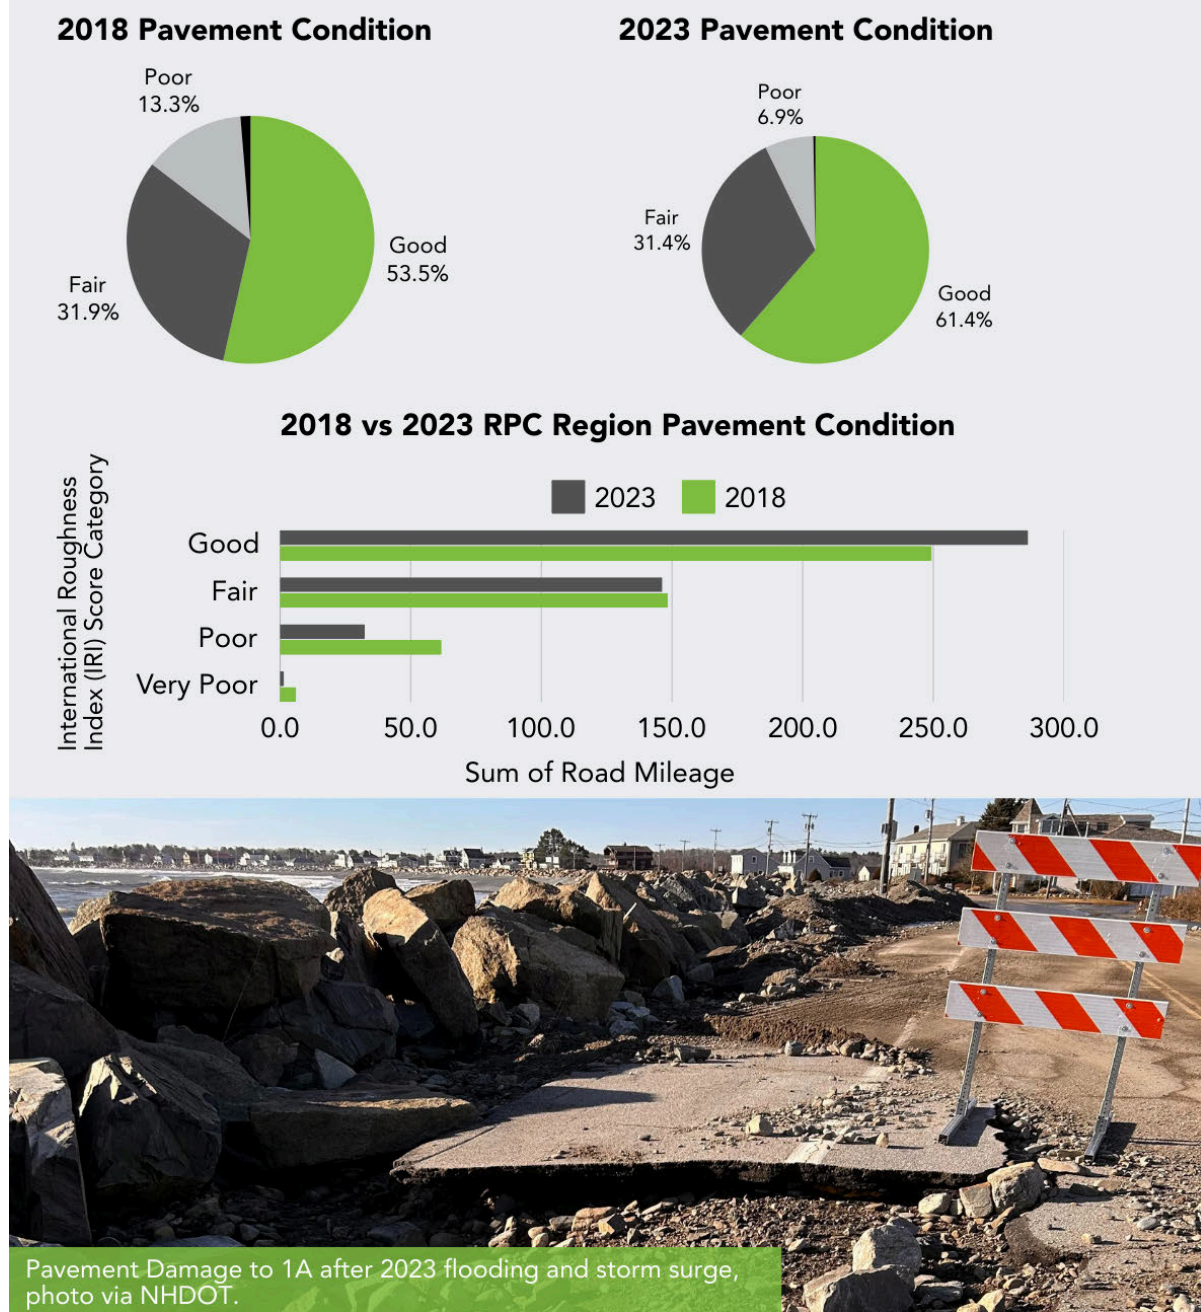 2018 Pavement Condition
2023 Pavement Condition
Poor
13.3%
Good
53.5%
Fair
31.9%
Poor
6.9%
Fair
31.4%
Good
61.4%
2018 vs 2023 RPC Region Pavement Condition
2023
2018
International Roughness
Index (IRI) Score Category
Good
Fair
Poor
Very Poor
0.0
50.0
100.0
150.0
200.0
250.0
300.0
Sum of Road Mileage
Pavement Damage to 1A after 2023 flooding and storm surge,
photo via NHDOT.